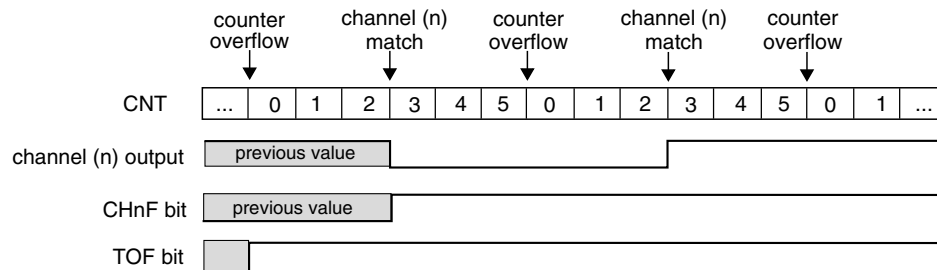 counter overflow
channel (n) match
counter overflow
channel (n) match
counter overflow
CNT ... 0 1 2 3 4 5 0 1 2 3 4 5 0 1 ...
channel (n) output previous value
CHnF bit previous value
TOF bit